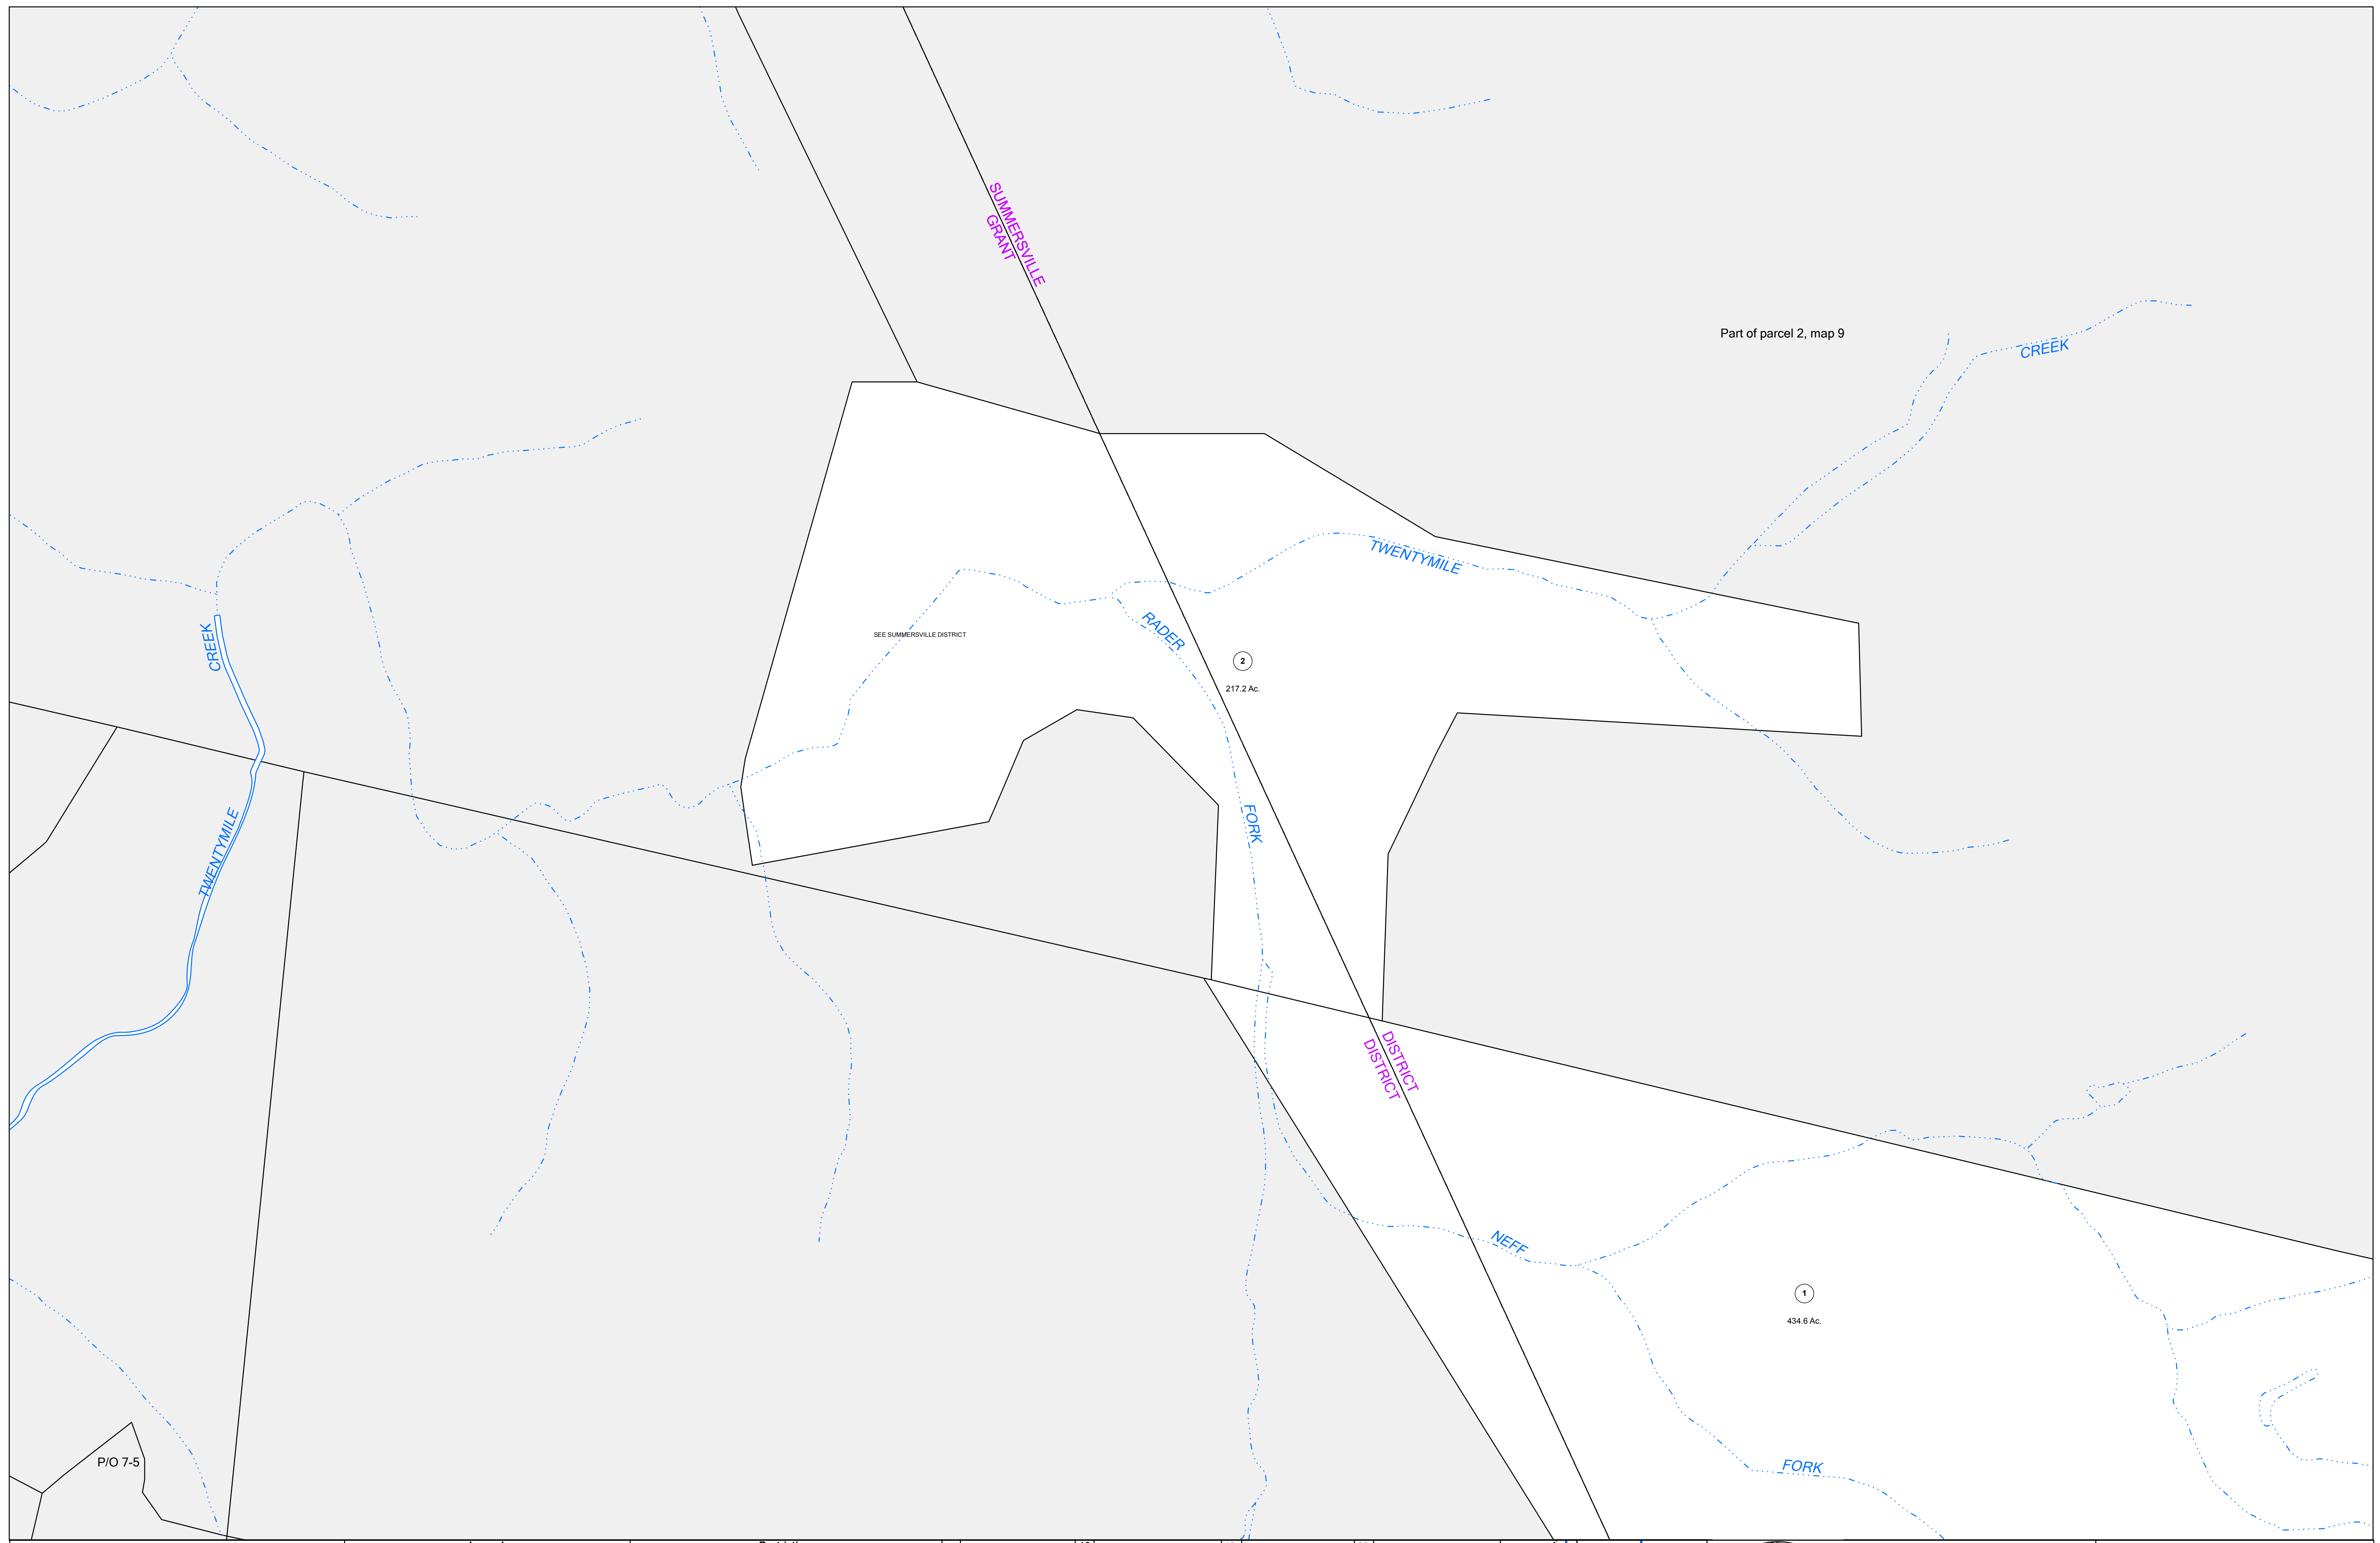 SUMMERSVILLE
GRANT
Part of parcel 2, map 9
CREEK
TWENTYMILE
RADER
SEE SUMMERSVILLE DISTRICT
CREEK
2
217.2 Ac.
FORK
TWENTYMILE
DISTRICT
DISTRICT
NEFF
1
434.6 Ac.
P/O 7-5
FORK